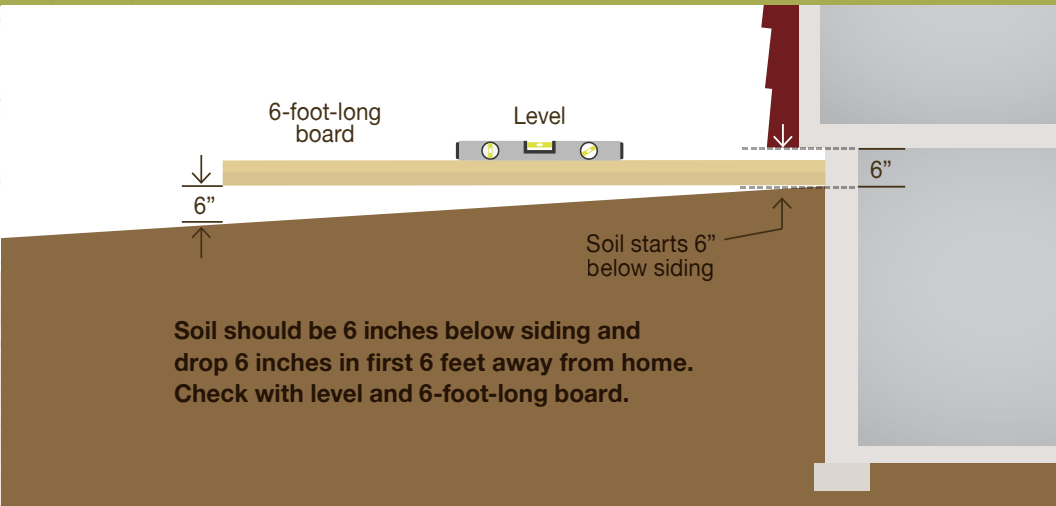 6-foot-long
board
Level
6”
6”
Soil starts 6”
below siding
Soil should be 6 inches below siding and
drop 6 inches in first 6 feet away from home.
Check with level and 6-foot-long board.